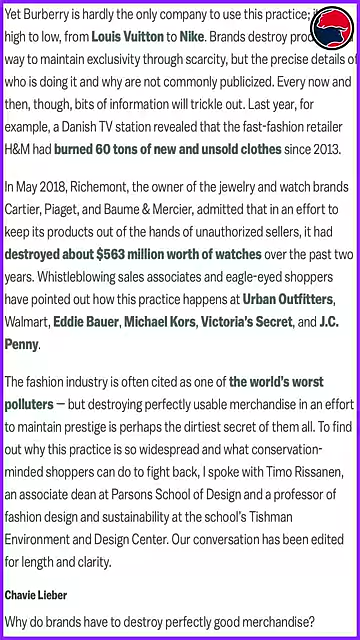 Yet Burberry is hardly the only company to use this practice;
high to low, from Louis Vuitton to Nike. Brands destroy
way to maintain exclusivity through scarcity, but the precise details of
who is doing it and why are not commonly publicized. Every now and
then, though, bits of information will trickle out. Last year, for
example, a Danish TV station revealed that the fast-fashion retailer
H&M had burned 60 tons of new and unsold clothes since 2013.
In May 2018, Richemont, the owner of the jewelry and watch brands
Cartier, Piaget, and Baume & Mercier, admitted that in an effort to
keep its products out of the hands of unauthorized sellers, it had
destroyed about $563 million worth of watches over the past two
years. Whistleblowing sales associates and eagle-eyed shoppers
have pointed out how this practice happens at Urban Outfitters,
Walmart, Eddie Bauer, Michael Kors, Victoria's Secret, and J.C.
Penny.
The fashion industry is often cited as one of the world's worst
polluters — but destroying perfectly usable merchandise in an effort
to maintain prestige is perhaps the dirtiest secret of them all. To find
out why this practice is so widespread and what conservation-
minded shoppers can do to fight back, I spoke with Timo Rissanen,
an associate dean at Parsons School of Design and a professor of
fashion design and sustainability at the school's Tishman
Environment and Design Center. Our conversation has been edited
for length and clarity.
Chavie Lieber
Why do brands have to destroy perfectly good merchandise?